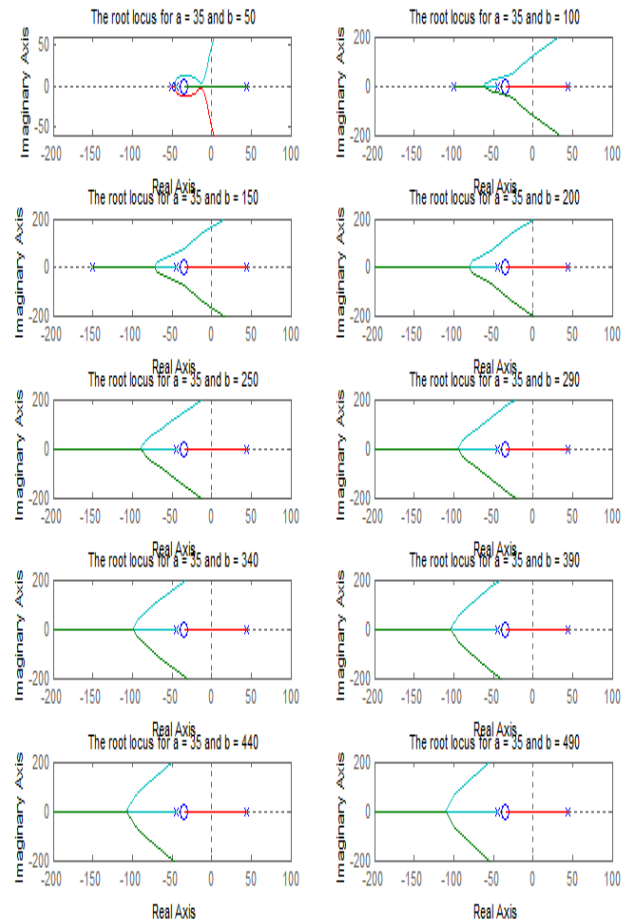 The root locus for a = 35 and b = 50
Imaginary Axis
50
0
-50
-200 -150 -100 -50 0 50 100
Real Axis
The root locus for a = 35 and b = 100
Imaginary Axis
200
0
-200
-200 -150 -100 -50 0 50 100
Real Axis
The root locus for a = 35 and b = 150
Imaginary Axis
200
0
-200
-200 -150 -100 -50 0 50 100
Real Axis
The root locus for a = 35 and b = 200
Imaginary Axis
200
0
-200
-200 -150 -100 -50 0 50 100
Real Axis
The root locus for a = 35 and b = 250
Imaginary Axis
200
0
-200
-200 -150 -100 -50 0 50 100
Real Axis
The root locus for a = 35 and b = 290
Imaginary Axis
200
0
-200
-200 -150 -100 -50 0 50 100
Real Axis
The root locus for a = 35 and b = 340
Imaginary Axis
200
0
-200
-200 -150 -100 -50 0 50 100
Real Axis
The root locus for a = 35 and b = 390
Imaginary Axis
200
0
-200
-200 -150 -100 -50 0 50 100
Real Axis
The root locus for a = 35 and b = 440
Imaginary Axis
200
0
-200
-200 -150 -100 -50 0 50 100
Real Axis
The root locus for a = 35 and b = 490
Imaginary Axis
200
0
-200
-200 -150 -100 -50 0 50 100
Real Axis